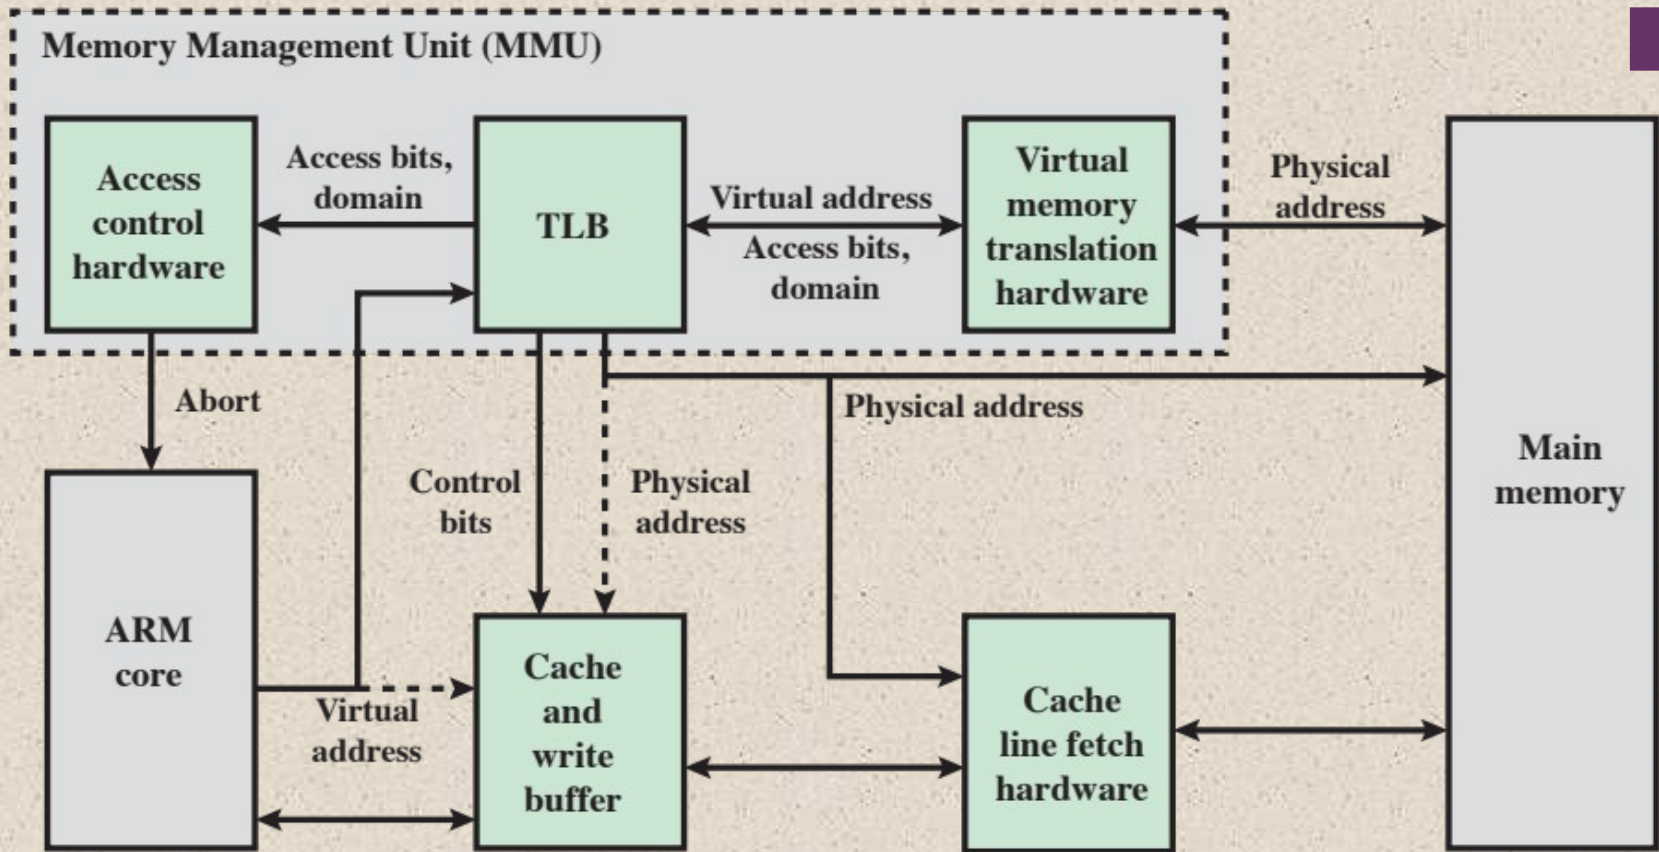 Memory Management Unit (MMU)
Access
control
hardware
Access bits,
domain
TLB
Virtual address
Access bits,
domain
Virtual
memory
translation
hardware
Physical
address
Main
memory
Abort
Physical address
Control
bits
Physical
address
ARM
core
Virtual
address
Cache
and
write
buffer
Cache
line fetch
hardware